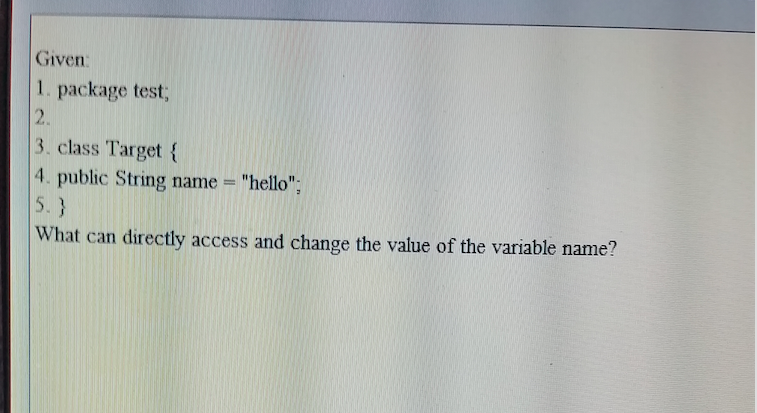 Given:
1. package test;
2.
3. class Target {
4. public String name = "hello";
5. }
What can directly access and change the value of the variable name?